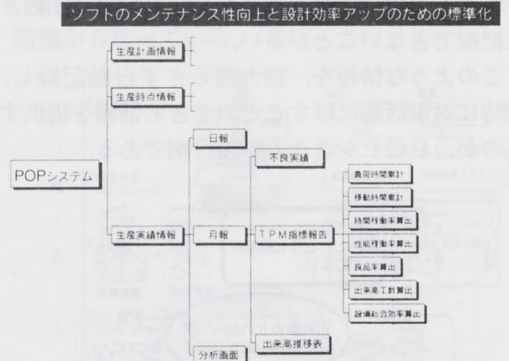 ソフトのメンテナンス性向上と設計効率アップのための標準化
生産計画情報
生産時点情報
日報
不良実績
POPシステム
負荷時間累計
移動時間累計
時間稼動率算出
生産実績情報
月報
TPM指標報告
性能稼動率算出
良品率算出
出来高工数算出
設備総合効率算出
出来高推移表
分析画面